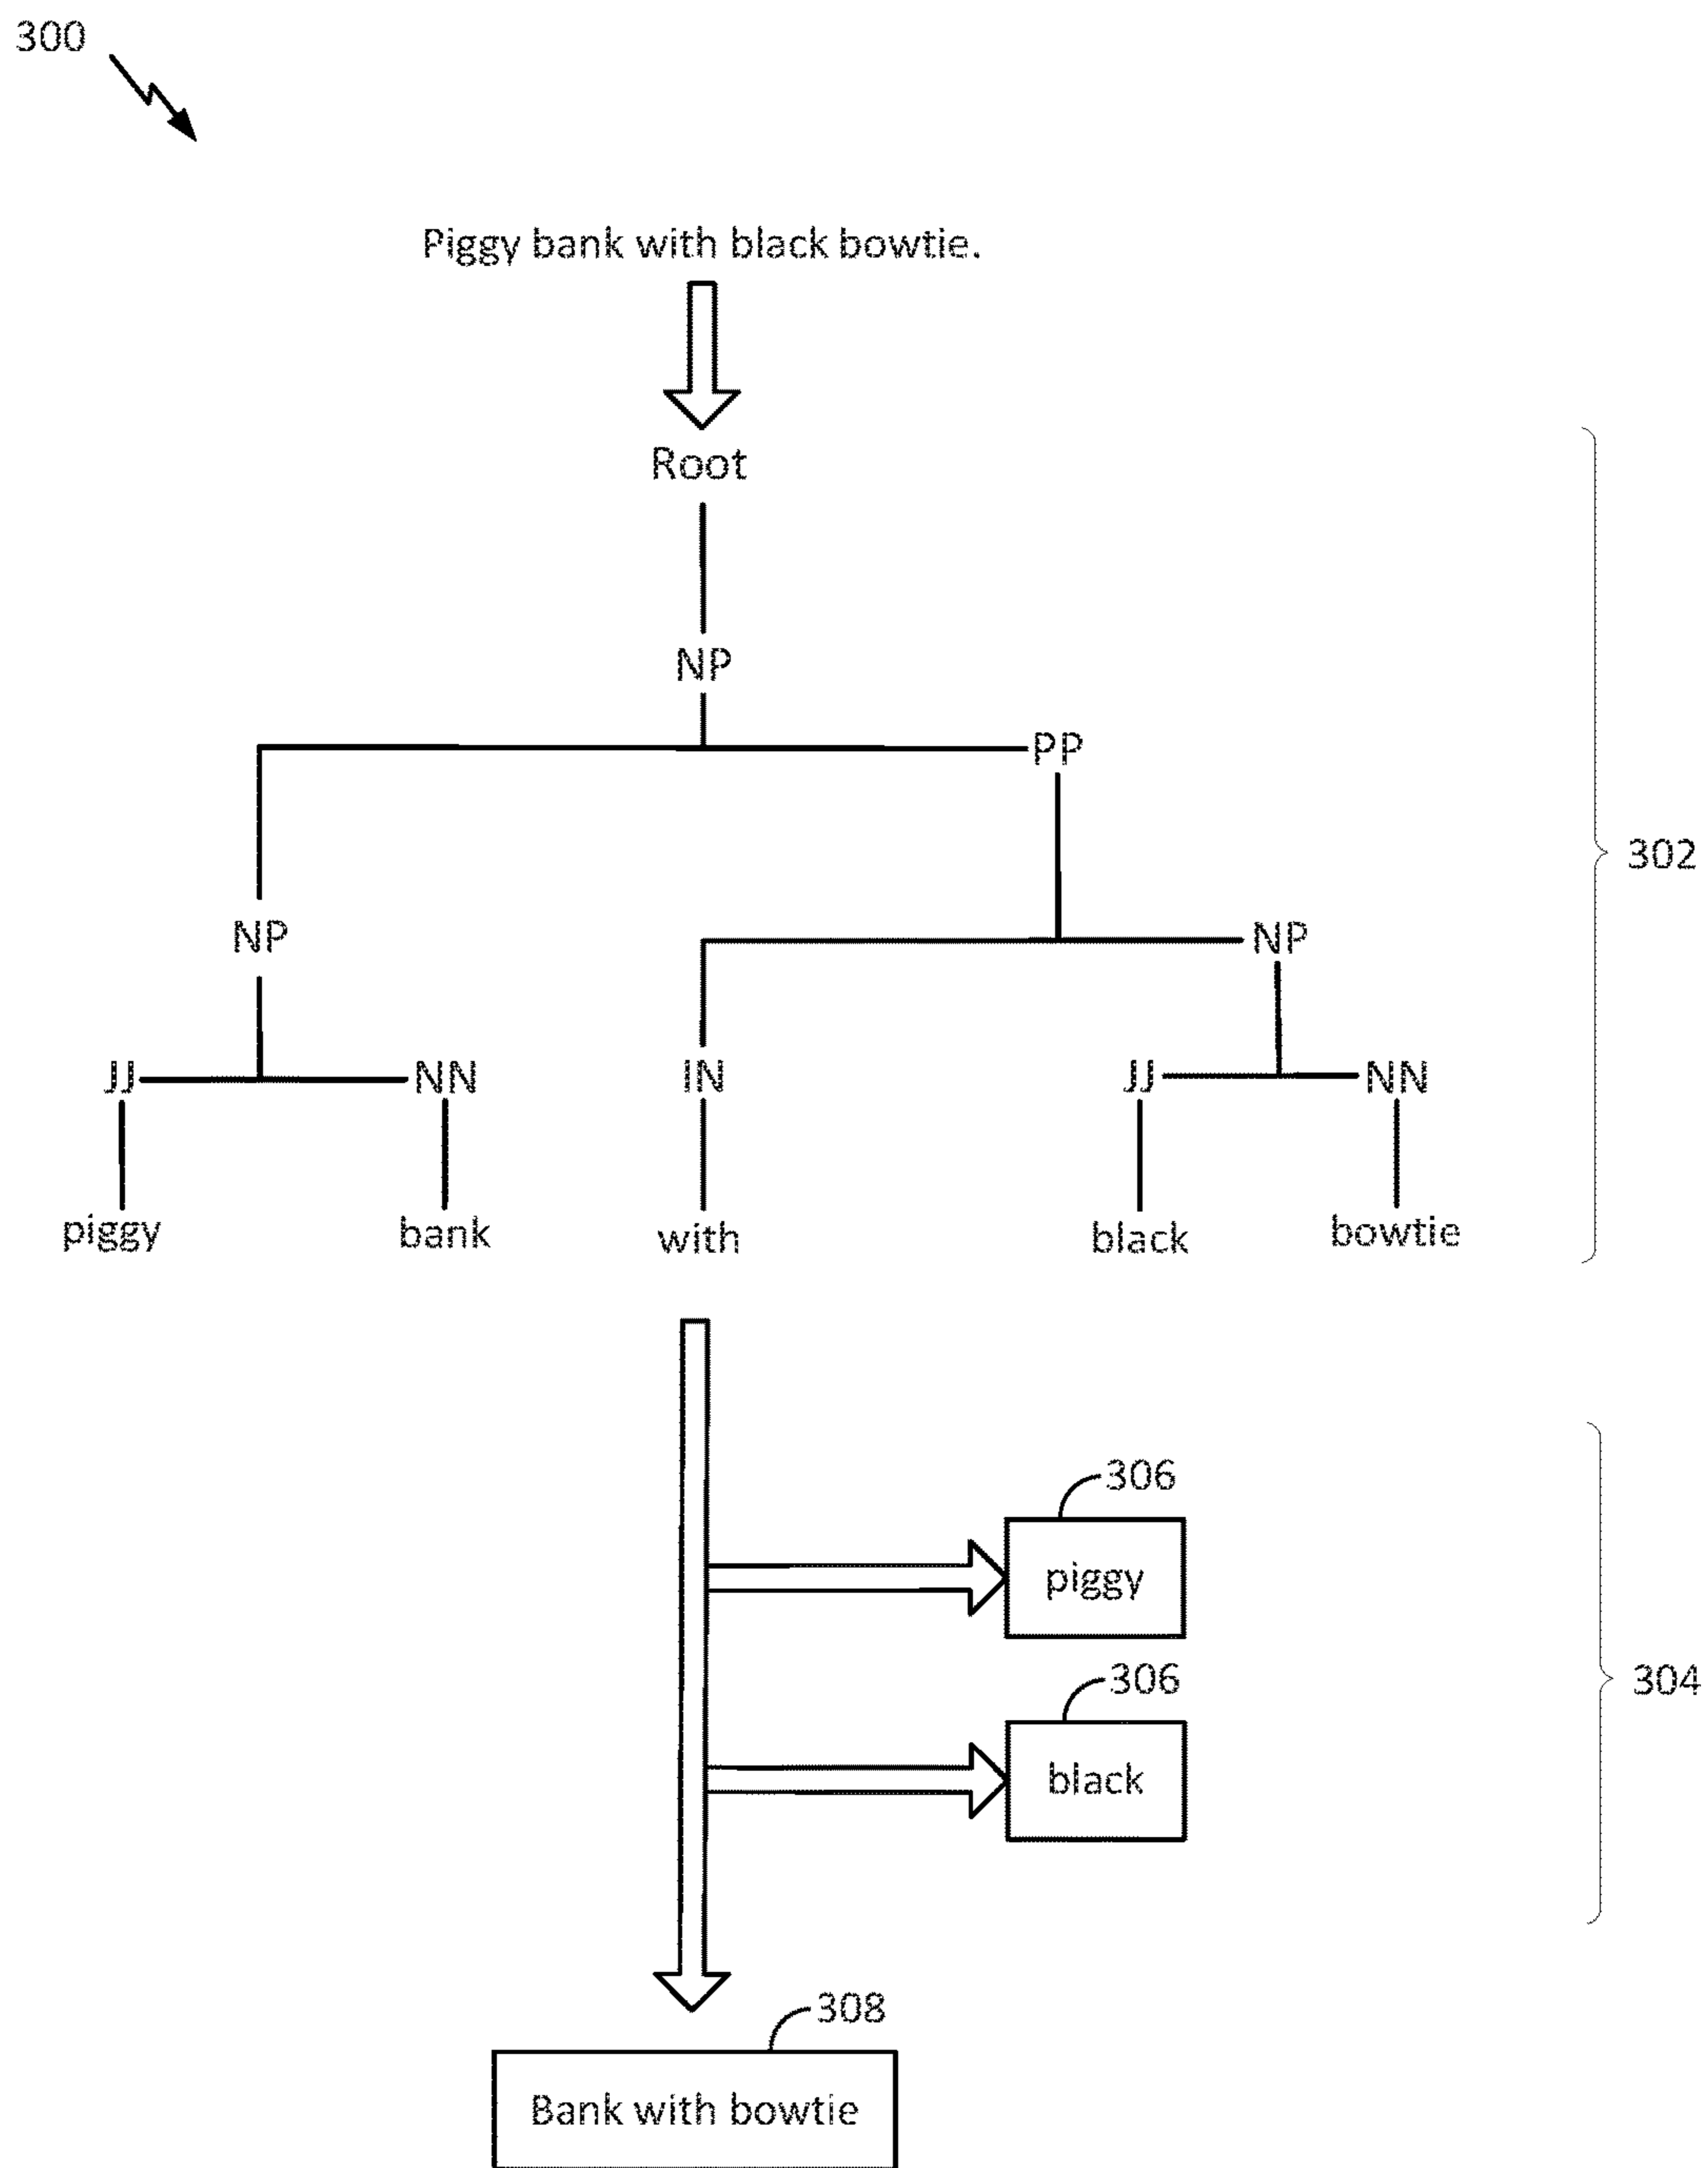 300
Piggy bank with black bowtie.
Root
NP
PP
302
NP
NP
JJ NN IN JJ NN
piggy bank with black bowtie
306
piggy
306
304
black
308
Bank with bowtie